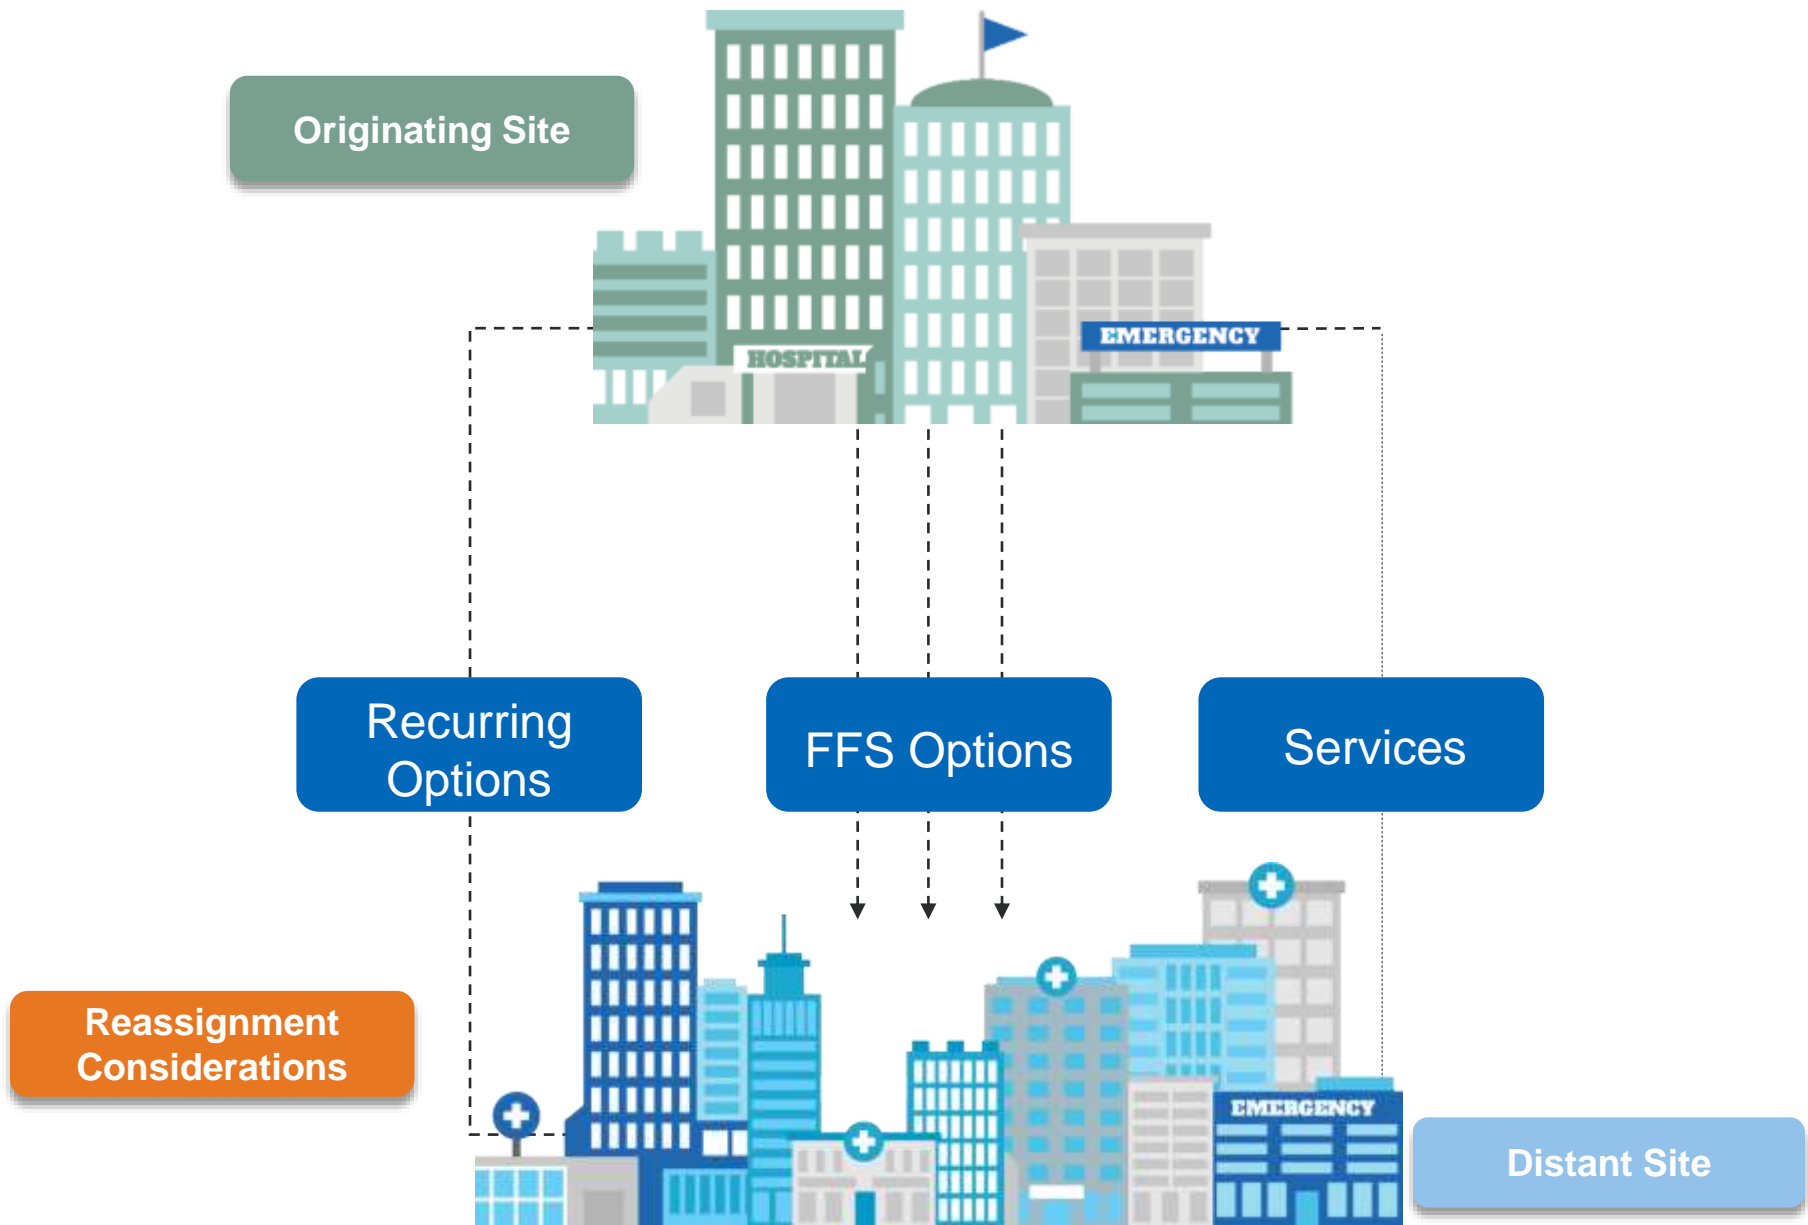 Originating Site
EMERGENCY
HOSPITAL
Recurring
Options
FFS Options
Services
Reassignment
Considerations
EMERGENCY
Distant Site